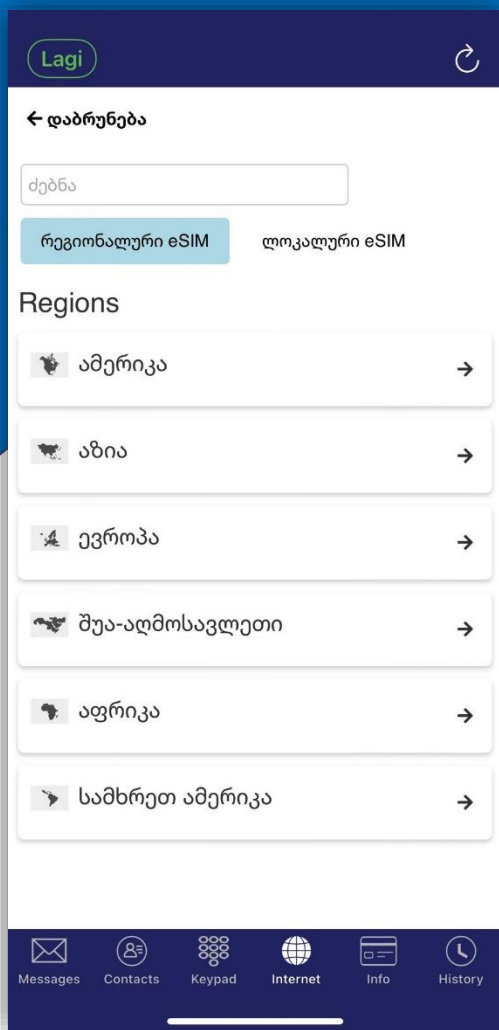 Lagi
დაბრუნება
ძებნა
რეგიონალური eSIM ლოკალური eSIM
Regions
ამერიკა
აზია
ევროპა
შუა-აღმოსავლეთი
აფრიკა
სამხრეთ ამერიკა
Messages Contacts Keypad Internet Info History